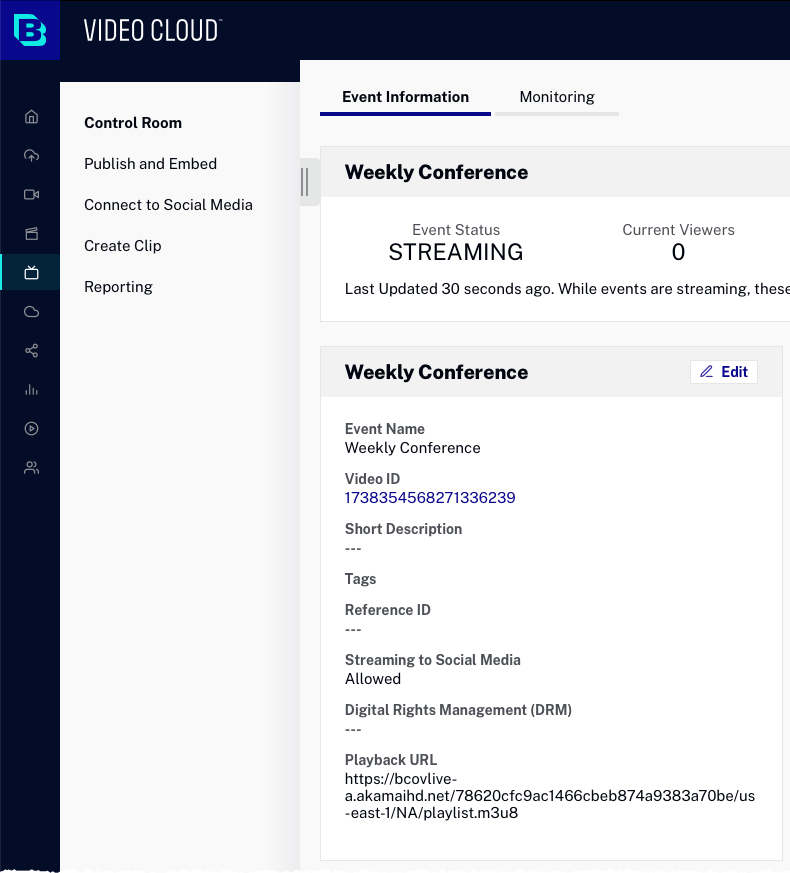 VIDEO CLOUD™
Event Information
Monitoring
Control Room
Publish and Embed
Connect to Social Media
Create Clip
Reporting
Weekly Conference
Event Status
STREAMING
Current Viewers
0
Last Updated 30 seconds ago. While events are streaming, these
Weekly Conference
Edit
Event Name
Weekly Conference
Video ID
1738354568271336239
Short Description
---
Tags
Reference ID
---
Streaming to Social Media
Allowed
Digital Rights Management (DRM)
---
Playback URL
https://bcovlive-
a.akamaihd.net/78620cfc9ac1466cbeb874a9383a70be/us
-east-1/NA/playlist.m3u8